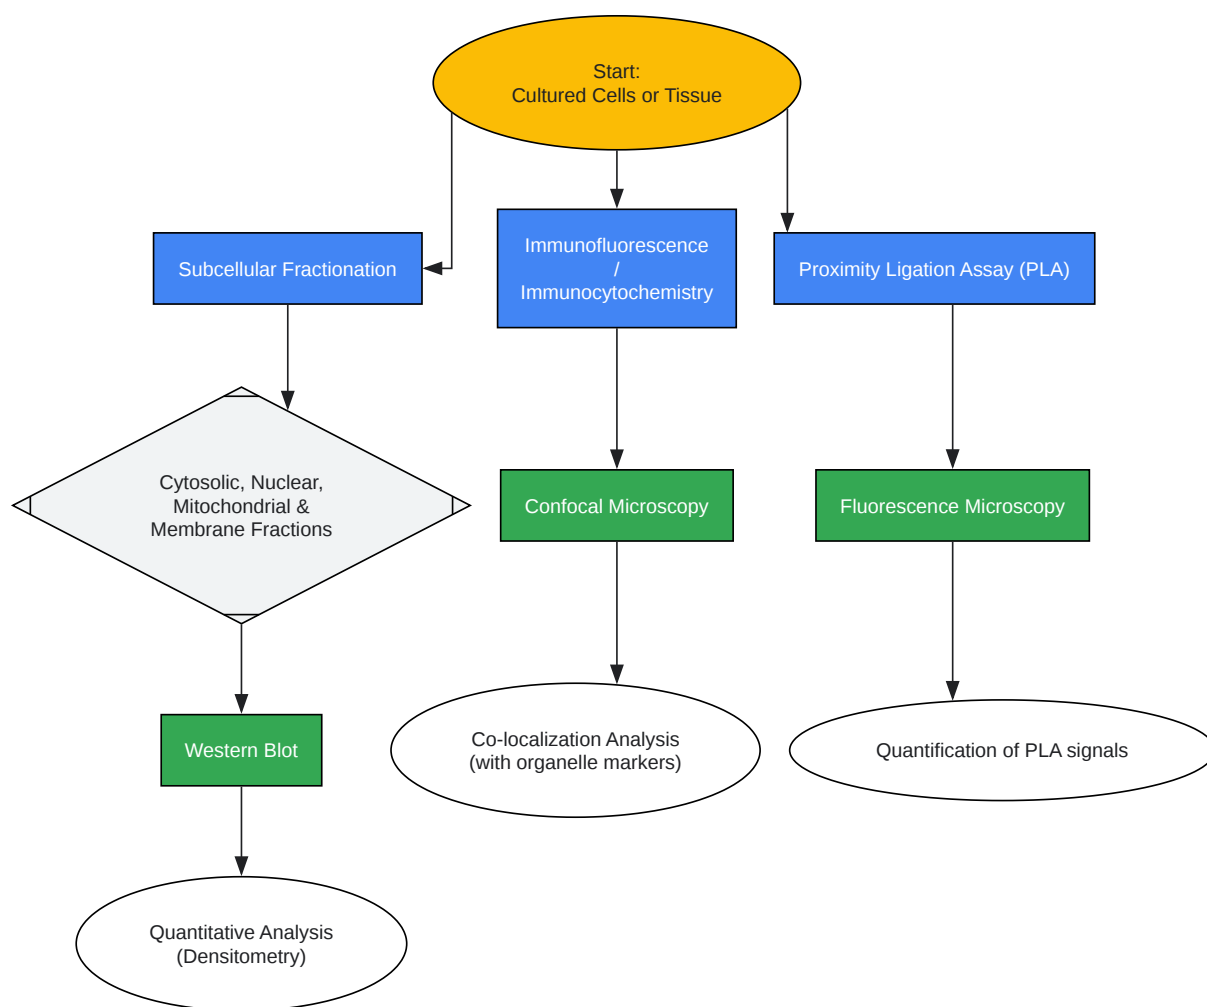 Start:
Cultured Cells or Tissue
Subcellular Fractionation
Immunofluorescence
/
Immunocytochemistry
Proximity Ligation Assay (PLA)
Cytosolic, Nuclear,
Mitochondrial &
Membrane Fractions
Confocal Microscopy
Fluorescence Microscopy
Western Blot
Co-localization Analysis
(with organelle markers)
Quantification of PLA signals
Quantitative Analysis
(Densitometry)